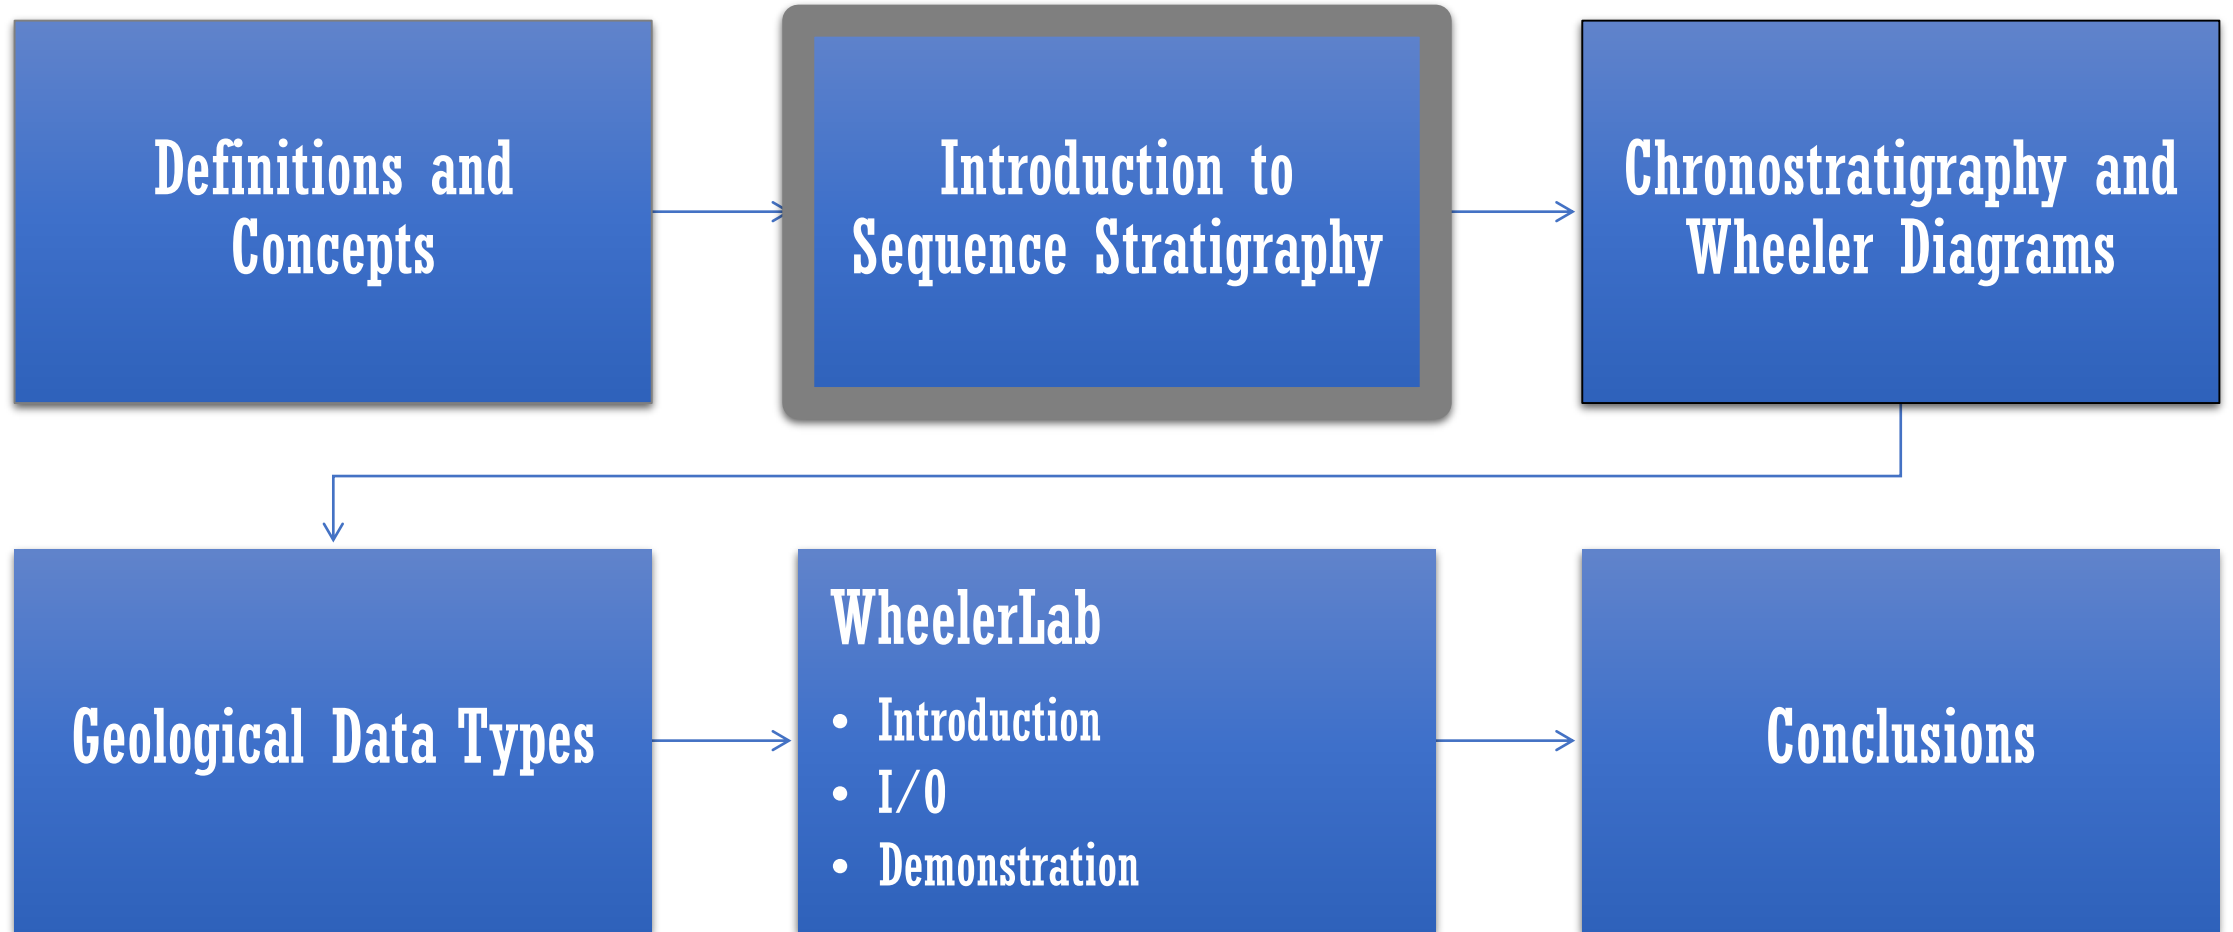 Definitions and
Concepts
Introduction to
Sequence Stratigraphy
Chronostratigraphy and
Wheeler Diagrams
Geological Data Types
WheelerLab
• Introduction
• I/O
• Demonstration
Conclusions